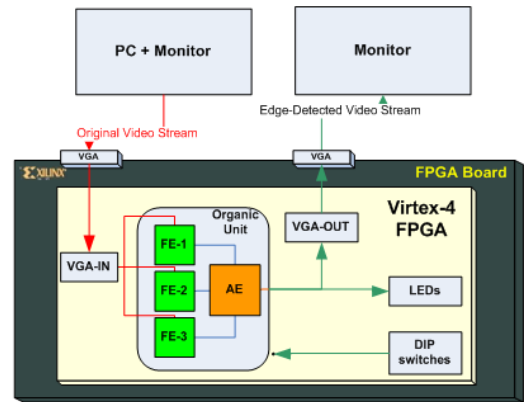 PC + Monitor
Monitor
Edge-Detected Video Stream
Original Video Stream
VGA
VGA
XILINX
FPGA Board
Virtex-4
FPGA
Organic
Unit
VGA-OUT
FE-1
VGA-IN
FE-2
AE
LEDs
FE-3
DIP
switches